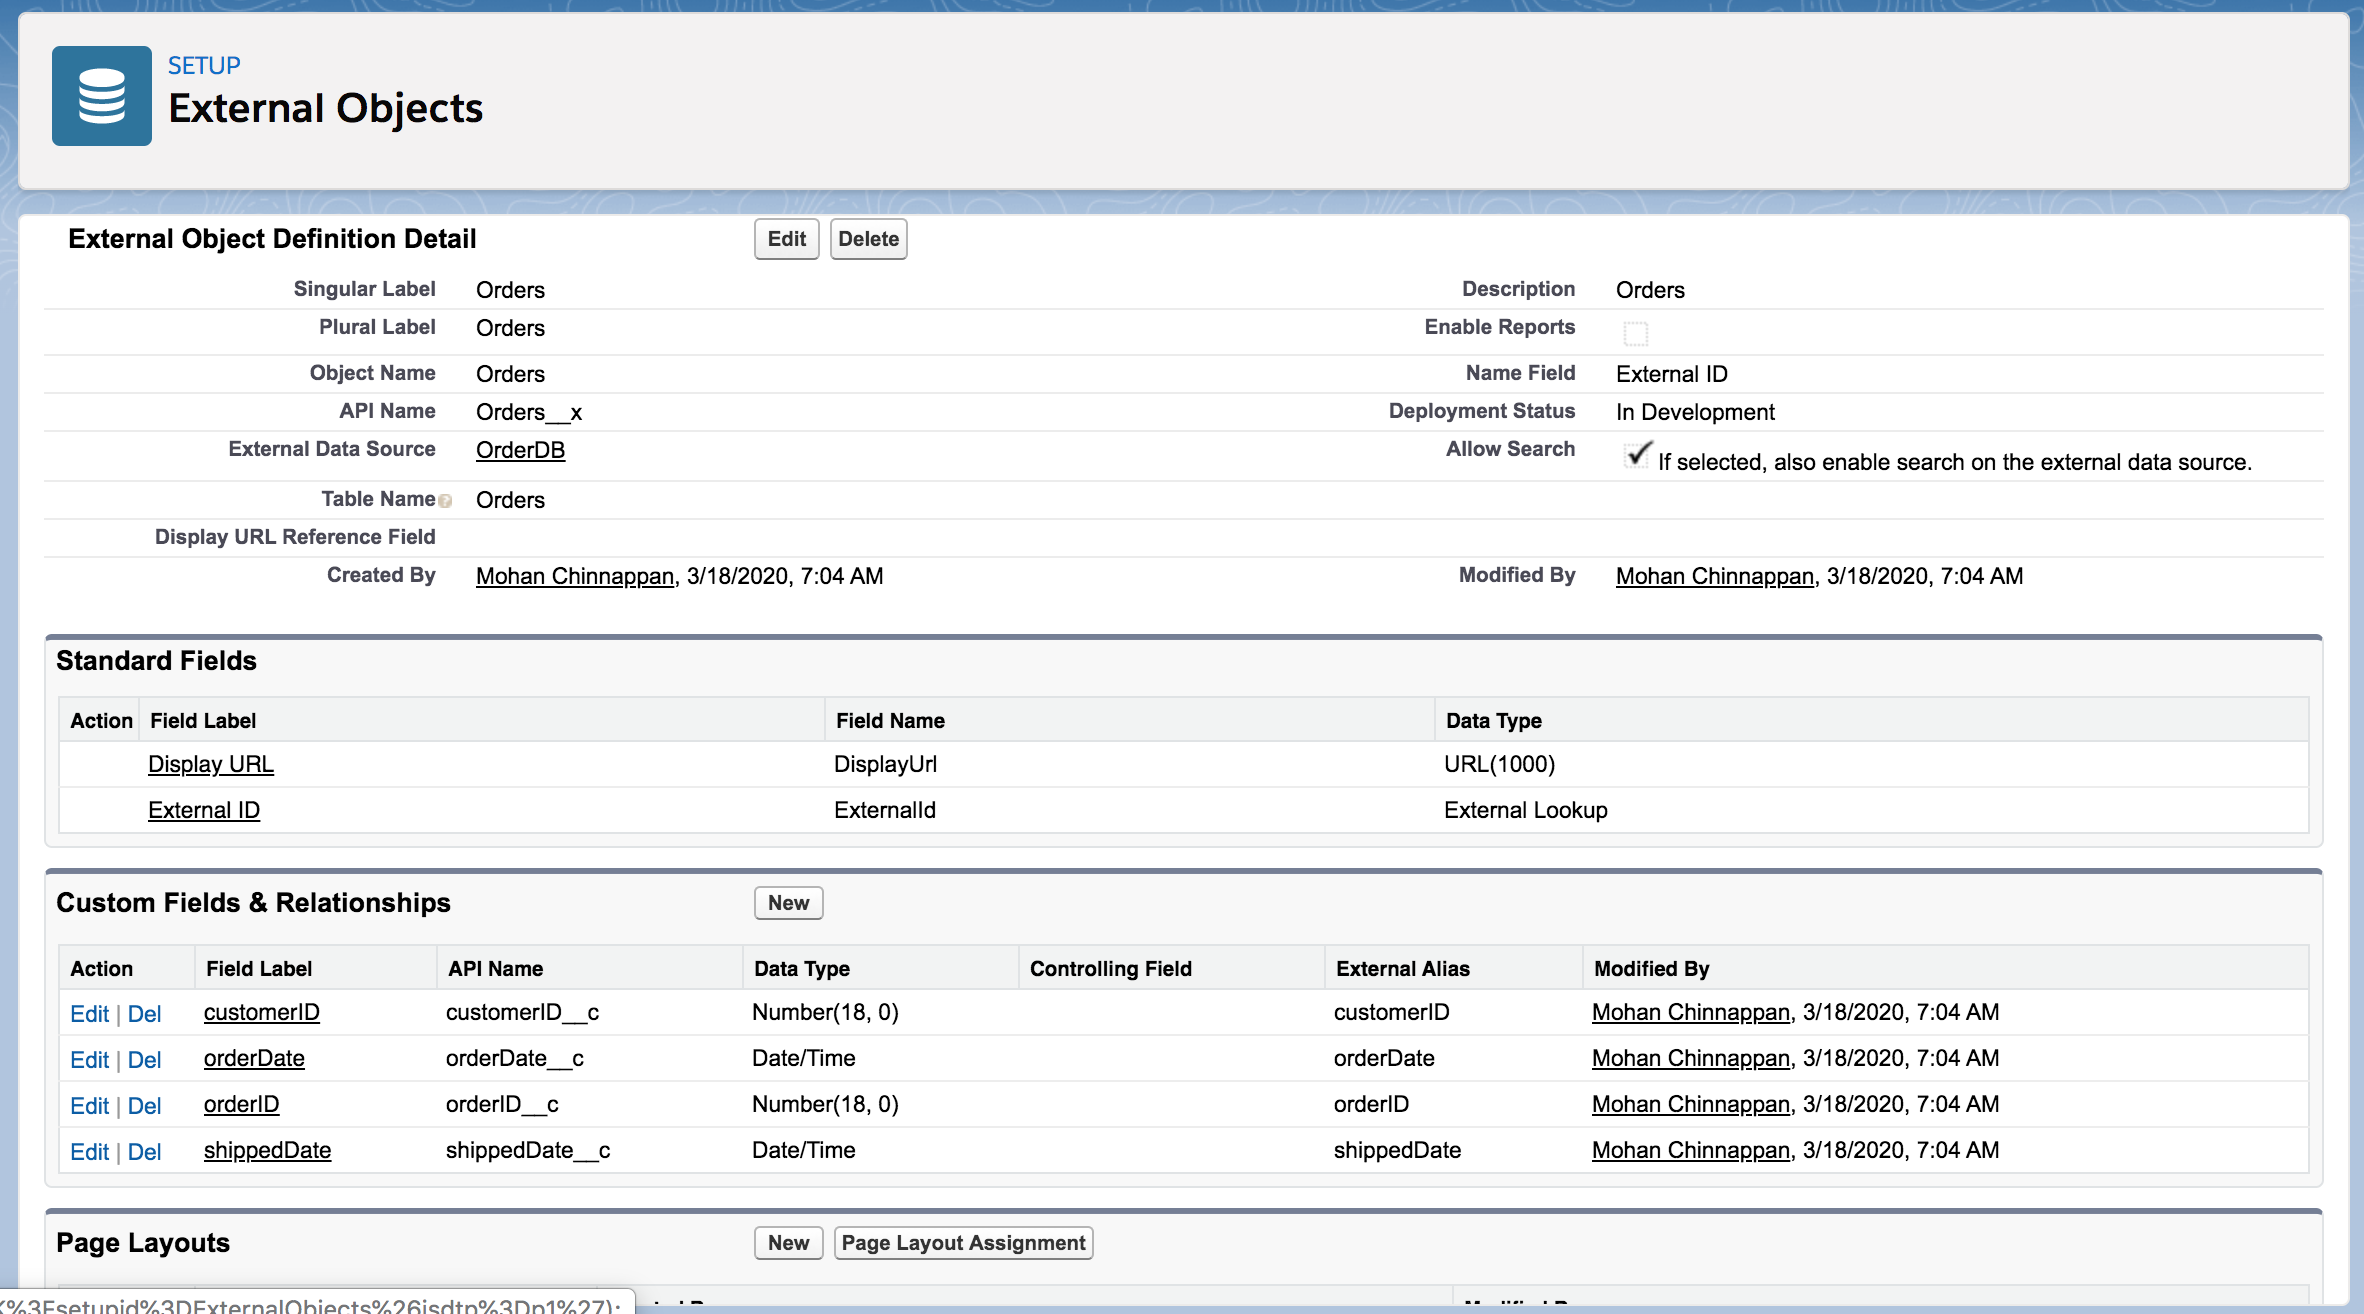 SETUP
External Objects
External Object Definition Detail Edit Delete
Singular Label Orders Description Orders
Plural Label Orders Enable Reports
Object Name Orders Name Field External ID
API Name Orders__x Deployment Status In Development
External Data Source OrderDB Allow Search If selected, also enable search on the external data source.
Table Name Orders
Display URL Reference Field
Created By Mohan Chinnappan, 3/18/2020, 7:04 AM Modified By Mohan Chinnappan, 3/18/2020, 7:04 AM
Standard Fields
Action Field Label Field Name Data Type
Display URL DisplayUrl URL(1000)
External ID ExternalId External Lookup
Custom Fields & Relationships New
Action Field Label API Name Data Type Controlling Field External Alias Modified By
Edit | Del customerID customerID__c Number(18, 0) customerID Mohan Chinnappan, 3/18/2020, 7:04 AM
Edit | Del orderDate orderDate__c Date/Time orderDate Mohan Chinnappan, 3/18/2020, 7:04 AM
Edit | Del orderID orderID__c Number(18, 0) orderID Mohan Chinnappan, 3/18/2020, 7:04 AM
Edit | Del shippedDate shippedDate__c Date/Time shippedDate Mohan Chinnappan, 3/18/2020, 7:04 AM
Page Layouts New Page Layout Assignment
%3Fsetupid%3DExternalObjects%26isdtp%3Dp1%27);